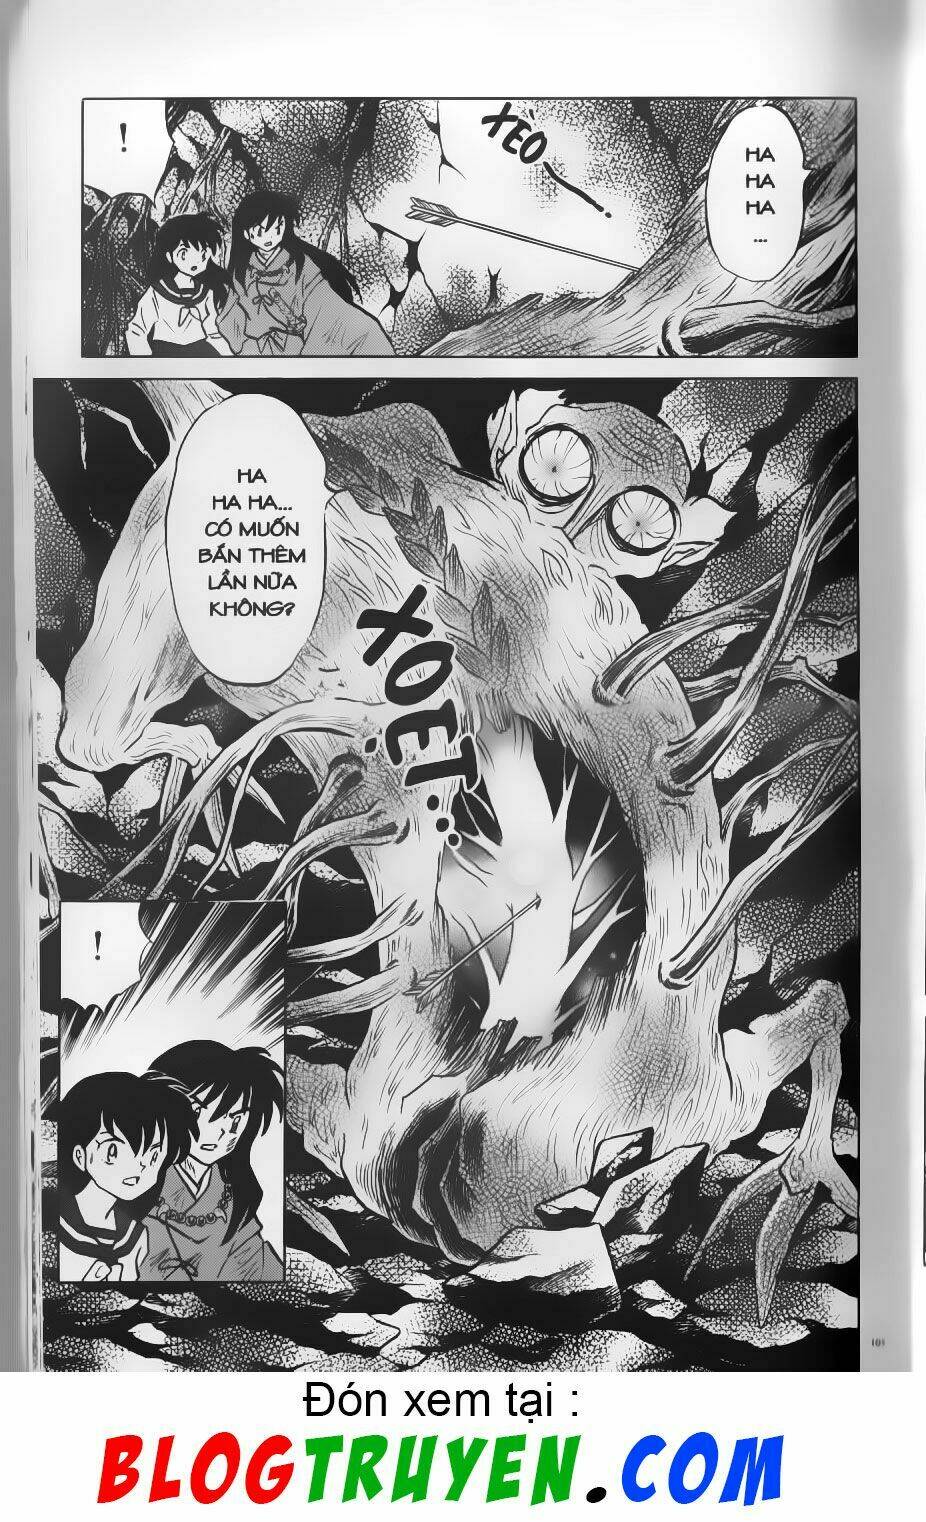 !
XÈO
HA
HA
HA
...
HA
HA HA...
CÓ MUỐN
BẮN THÊM
LẦN NỮA
KHÔNG?
XOẸT...
!
Đón xem tại :
BLOGTRUYEN.COM